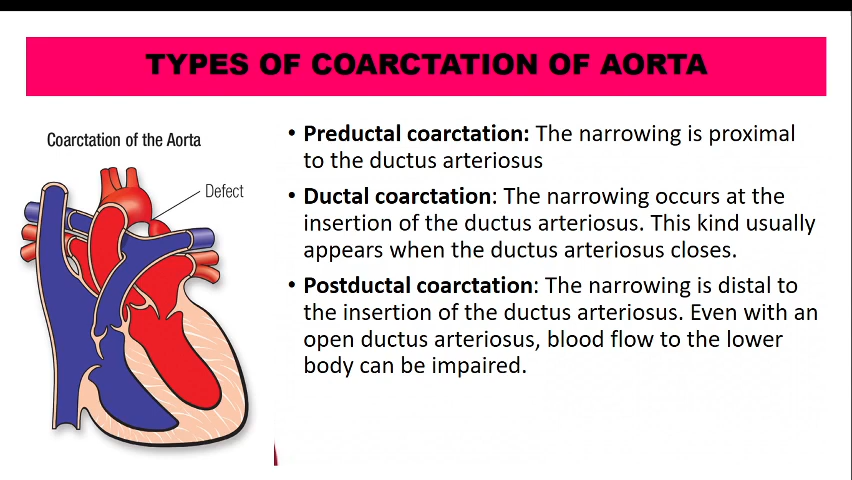 TYPES OF COARCTATION OF AORTA
Coarctation of the Aorta
Defect
• Preductal coarctation: The narrowing is proximal
to the ductus arteriosus
• Ductal coarctation: The narrowing occurs at the
insertion of the ductus arteriosus. This kind usually
appears when the ductus arteriosus closes.
• Postductal coarctation: The narrowing is distal to
the insertion of the ductus arteriosus. Even with an
open ductus arteriosus, blood flow to the lower
body can be impaired.